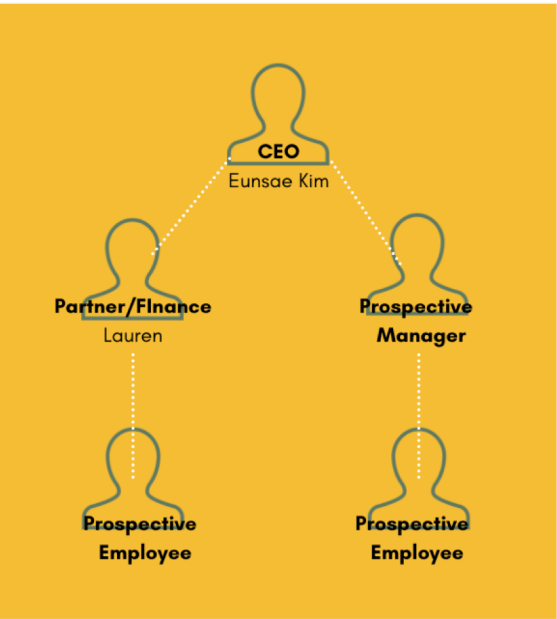 CEO
Eunsae Kim
Partner/FInance
Lauren
Prospective
Manager
Prospective
Employee
Prospective
Employee